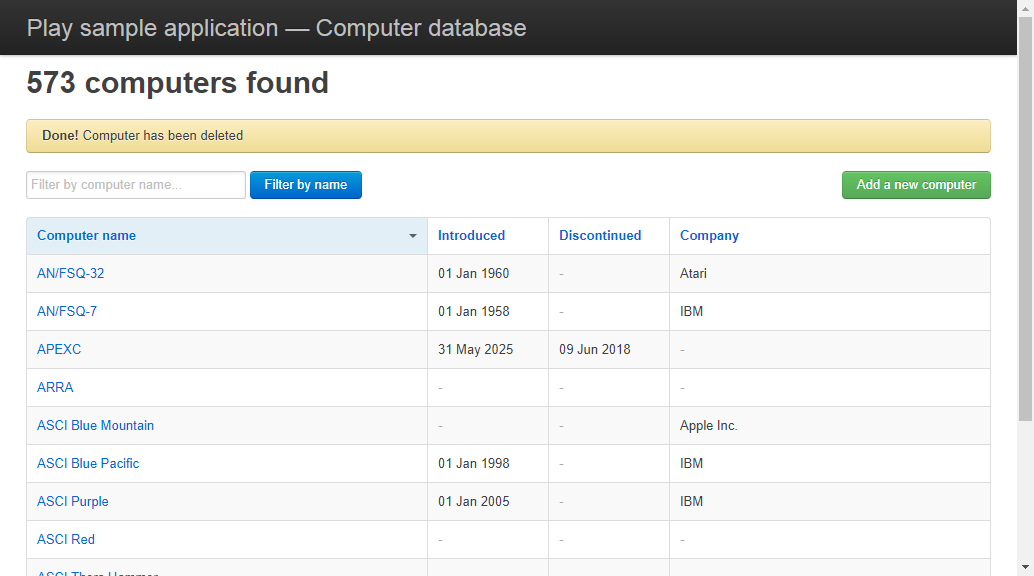 Play sample application — Computer database
573 computers found
Done! Computer has been deleted
Filter by computer name... Filter by name Add a new computer
Computer name Introduced Discontinued Company
AN/FSQ-32 01 Jan 1960 - Atari
AN/FSQ-7 01 Jan 1958 - IBM
APEXC 31 May 2025 09 Jun 2018 -
ARRA - - -
ASCI Blue Mountain - - Apple Inc.
ASCI Blue Pacific 01 Jan 1998 - IBM
ASCI Purple 01 Jan 2005 - IBM
ASCI Red - - -
ASCI Thors Hammer